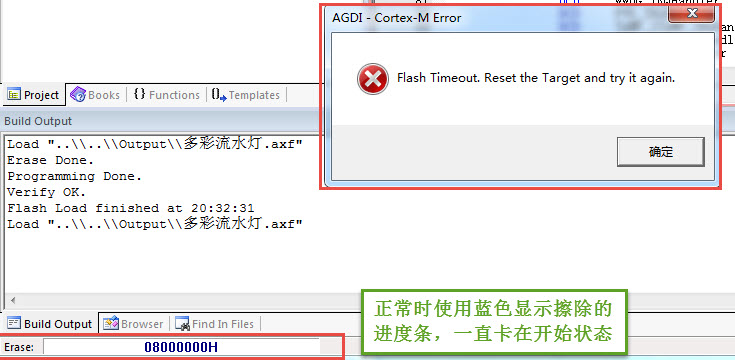 AGDI - Cortex-M Error
Flash Timeout. Reset the Target and try it again.
确定
Project
Books
{} Functions
Templates
Build Output
Load "..\\..\\Output\\多彩流水灯.axf"
Erase Done.
Programming Done.
Verify OK.
Flash Load finished at 20:32:31
Load "..\\..\\Output\\多彩流水灯.axf"
正常时使用蓝色显示擦除的
进度条，一直卡在开始状态
Build Output
Browser
Find In Files
Erase:
08000000H